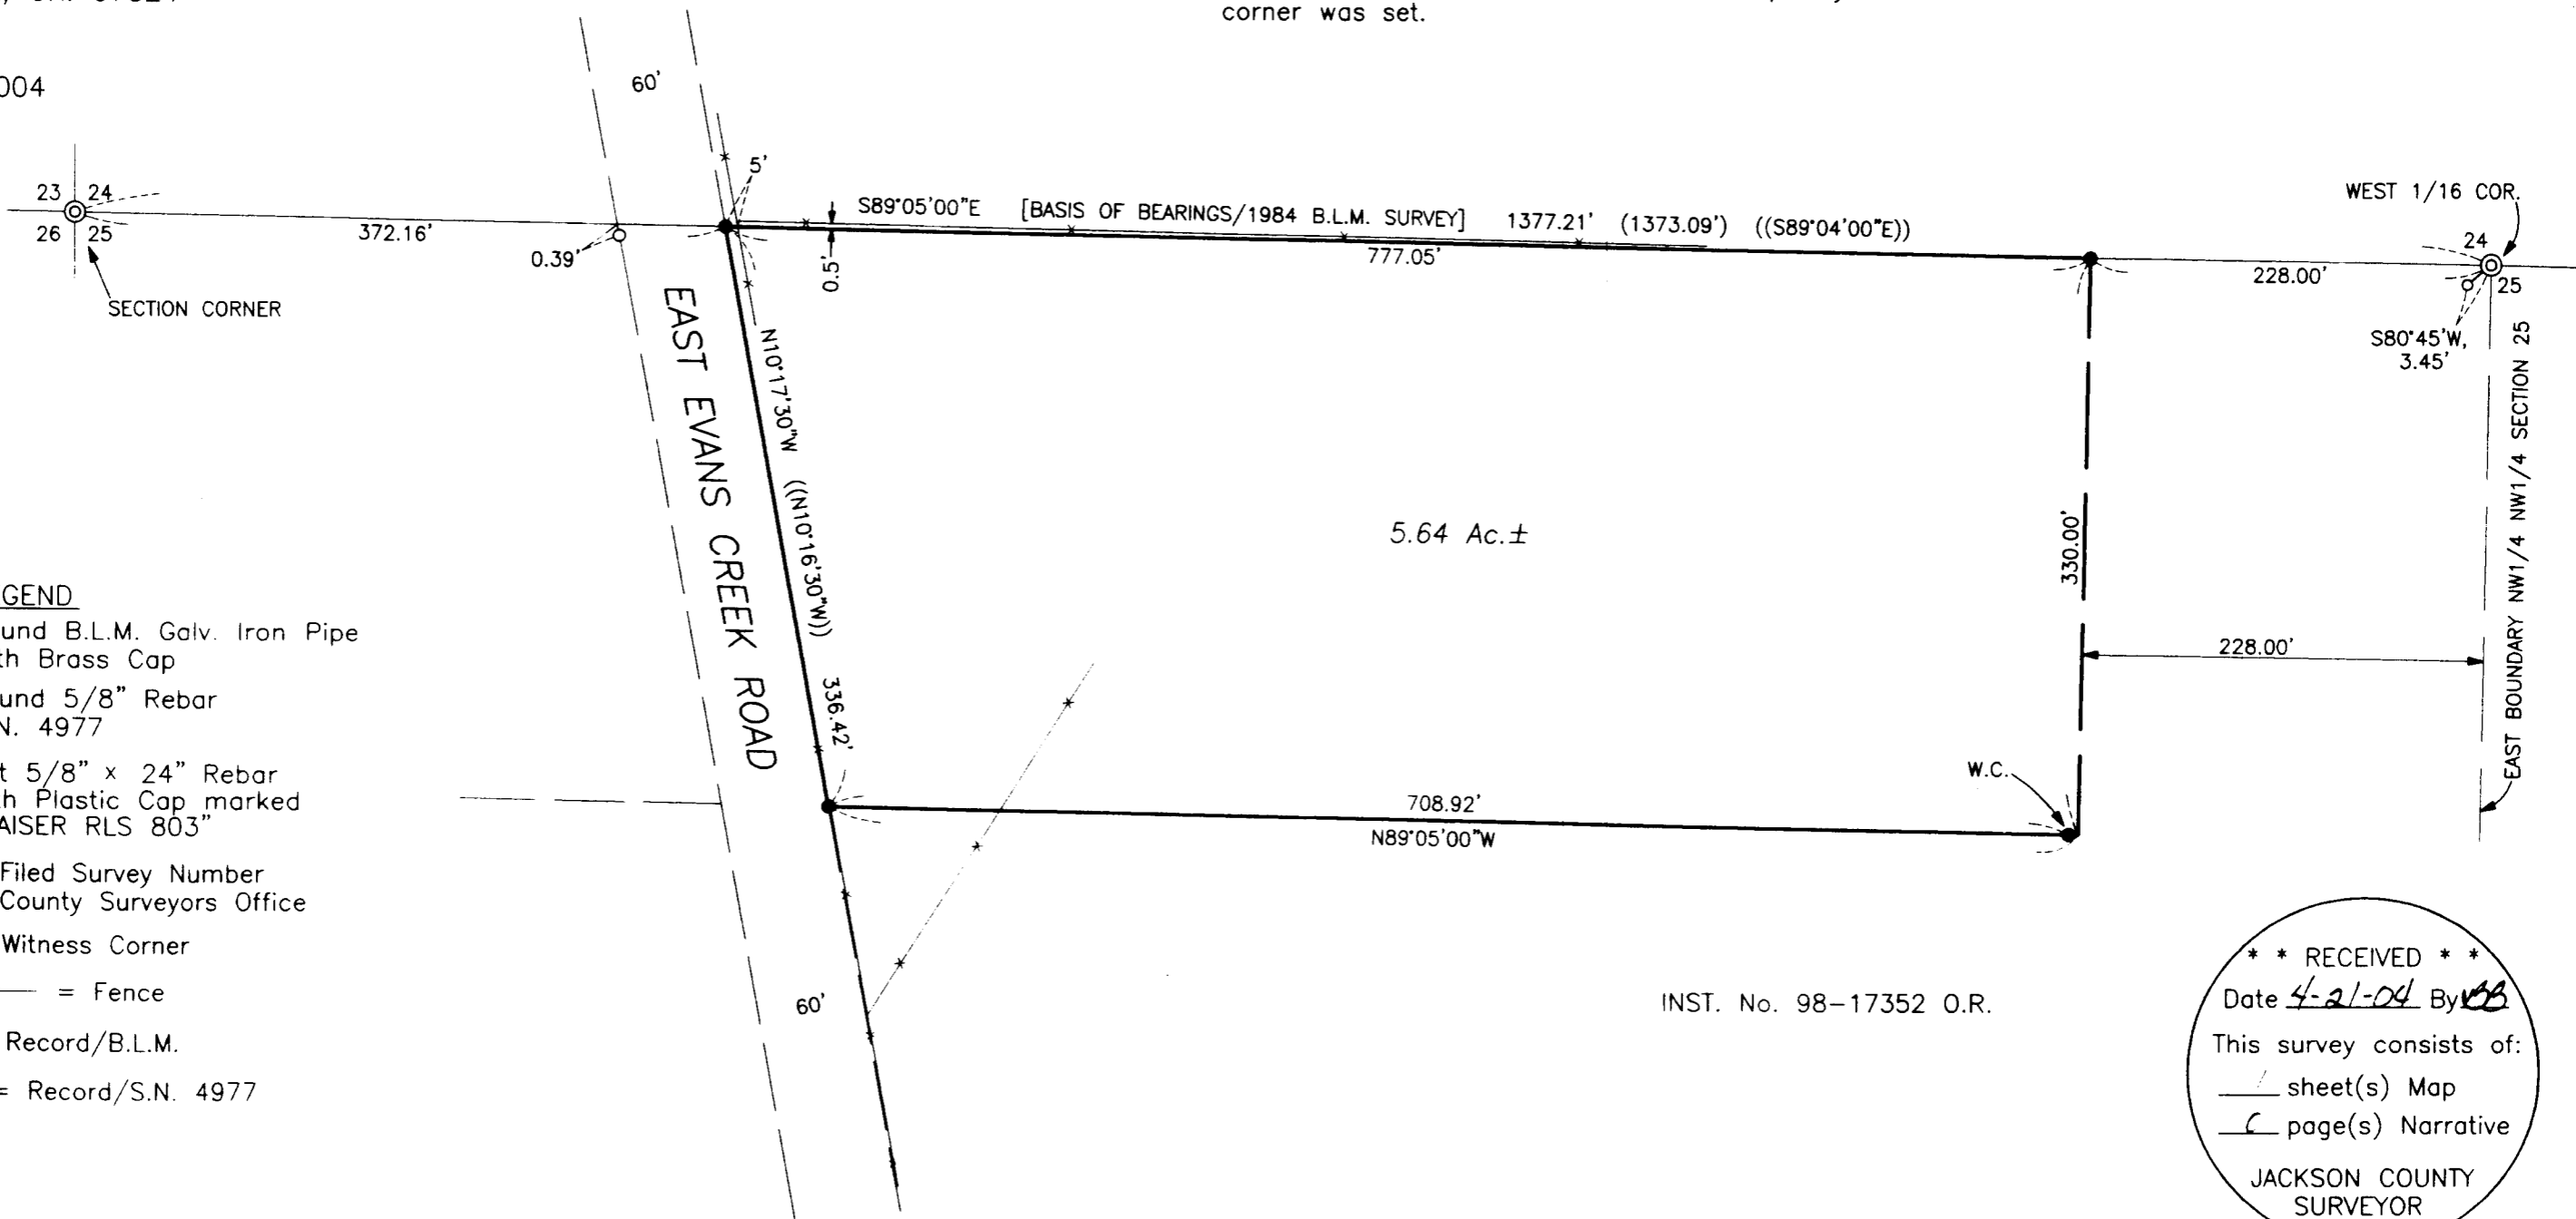 corner was set.
004
60'
5'
23 24
26 25
372.16'
0.39'
S89°05'00"E [BASIS OF BEARINGS/1984 B.L.M. SURVEY] 1377.21' (1373.09') ((S89°04'00"E))
777.05'
0.5'
WEST 1/16 COR.
24
25
228.00'
S80°45'W,
3.45'
SECTION CORNER
EAST EVANS CREEK ROAD
N10°17'30"W ((N10°16'30"W)) 336.42'
5.64 Ac.±
330.00'
228.00'
EAST BOUNDARY NW1/4 NW1/4 SECTION 25
W.C.
708.92'
N89°05'00"W
GEND
und B.L.M. Galv. Iron Pipe
th Brass Cap
und 5/8" Rebar
N. 4977
t 5/8" x 24" Rebar
h Plastic Cap marked
AISER RLS 803"
Filed Survey Number
County Surveyors Office
Witness Corner
= Fence
Record/B.L.M.
= Record/S.N. 4977
60'
INST. No. 98-17352 O.R.
* * RECEIVED * *
Date 4-21-04 By
This survey consists of:
/ sheet(s) Map
page(s) Narrative
JACKSON COUNTY
SURVEYOR